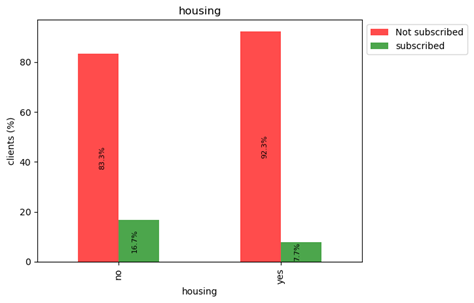 housing
Not subscribed
subscribed
clients (%)
80
60
40
20
0
83.3%
16.7%
92.3%
7.7%
no
yes
housing